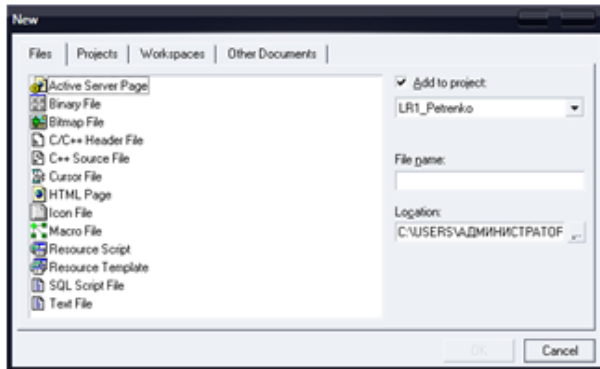 New
Files Projects Workspaces Other Documents
Active Server Page
Binary File
Bitmap File
C/C++ Header File
C++ Source File
Cursor File
HTML Page
Icon File
Macro File
Resource Script
Resource Template
SQL Script File
Text File
Add to project:
LR1_Petrenko
File name:
Location:
C:\USERS\АДМИНИСТРАТОР
...
OK
Cancel